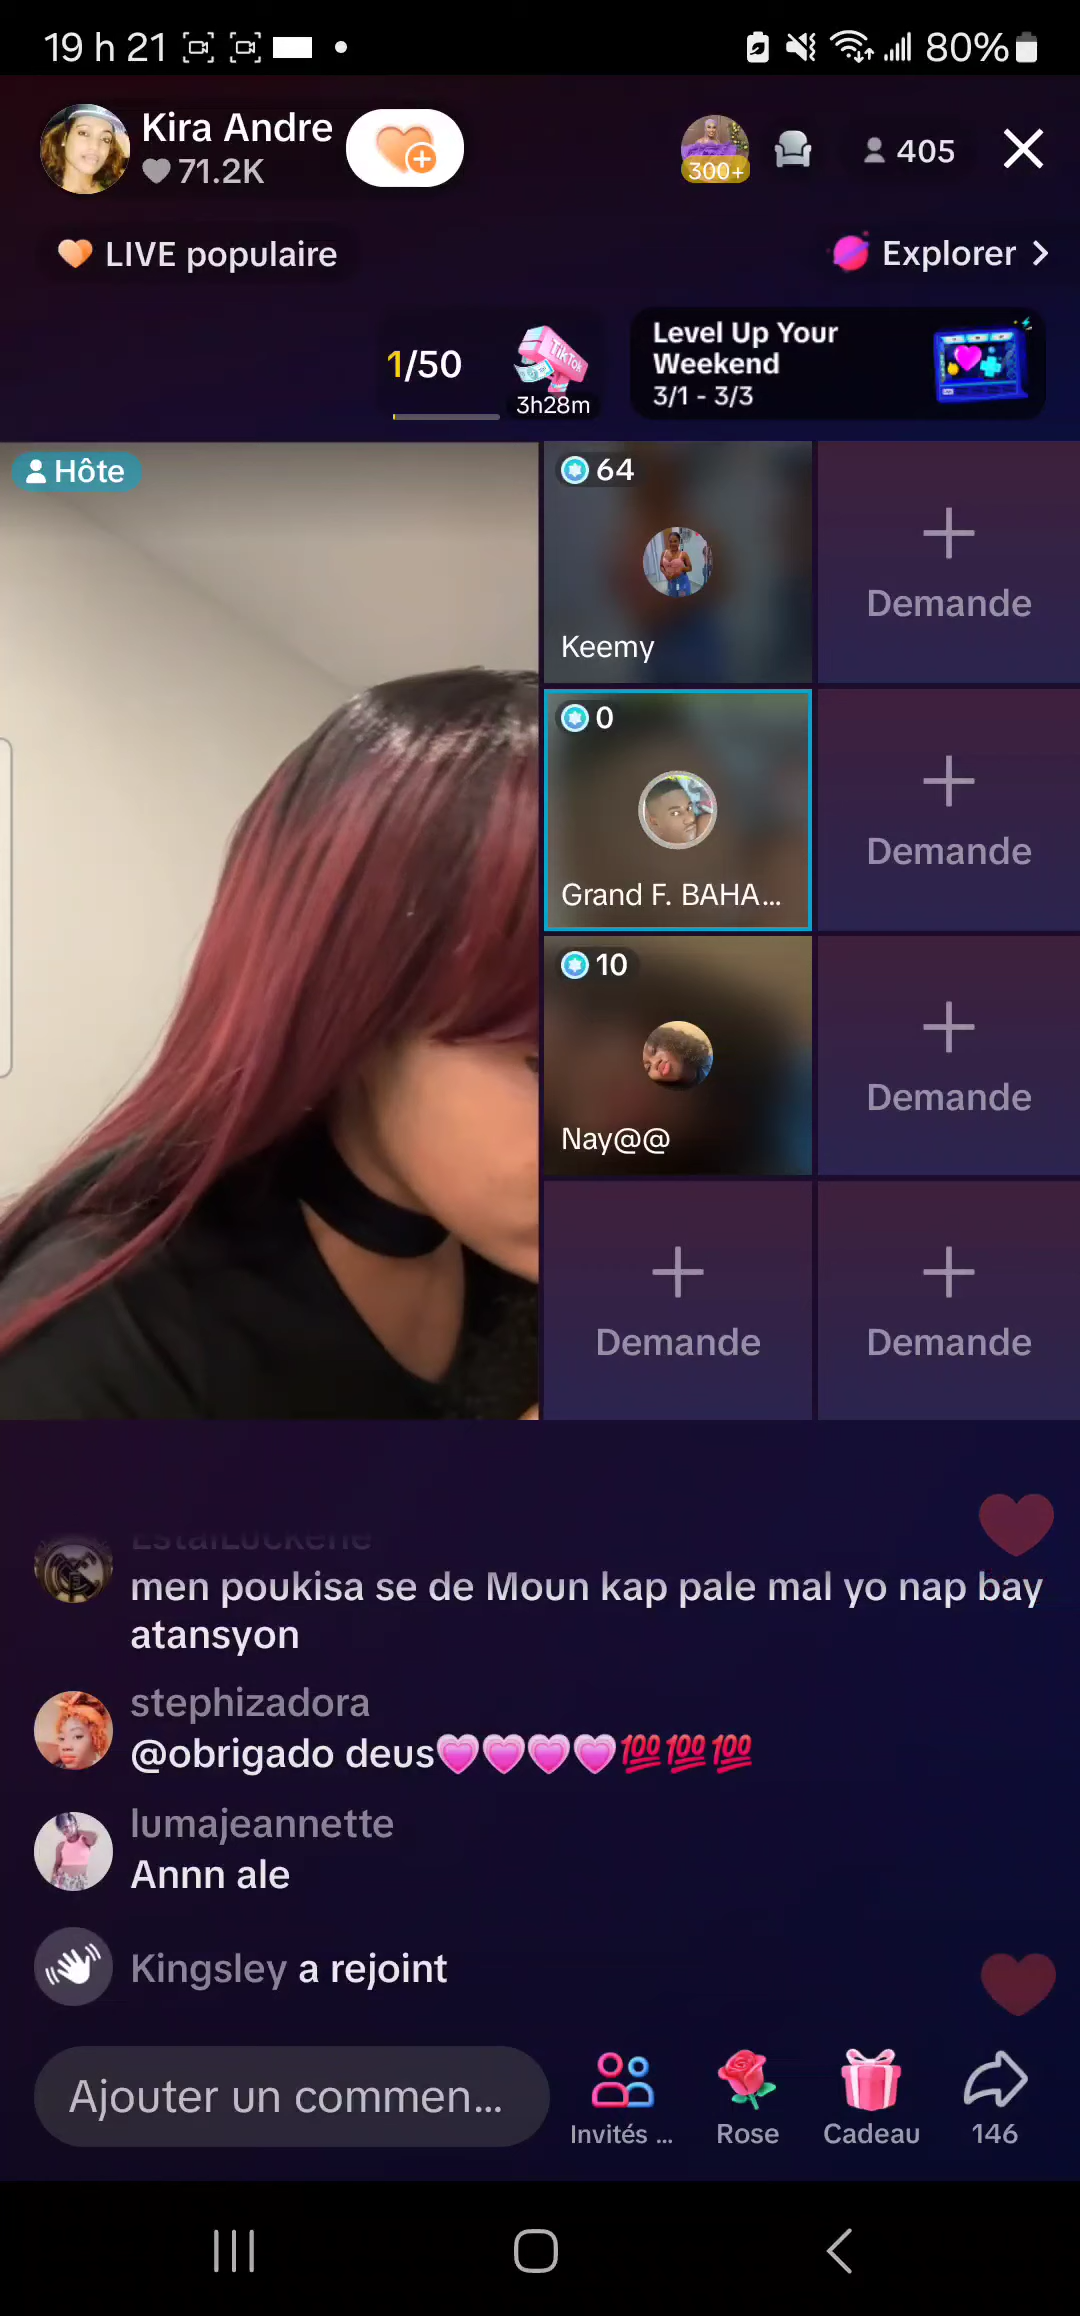 19 h 21
80%
Kira Andre
71.2K
300+
405
LIVE populaire
Explorer
1/50
TikTok
3h28m
Level Up Your
Weekend
3/1 - 3/3
Hôte
64
Keemy
Demande
0
Grand F. BAHA...
Demande
10
Nay@@
Demande
Demande
Demande
EstalLuckene
men poukisa se de Moun kap pale mal yo nap bay
atansyon
stephizadora
@obrigado deus💗💗💗💗💯💯💯
lumajeannette
Annn ale
Kingsley a rejoint
Ajouter un commen...
Invités ...
Rose
Cadeau
146